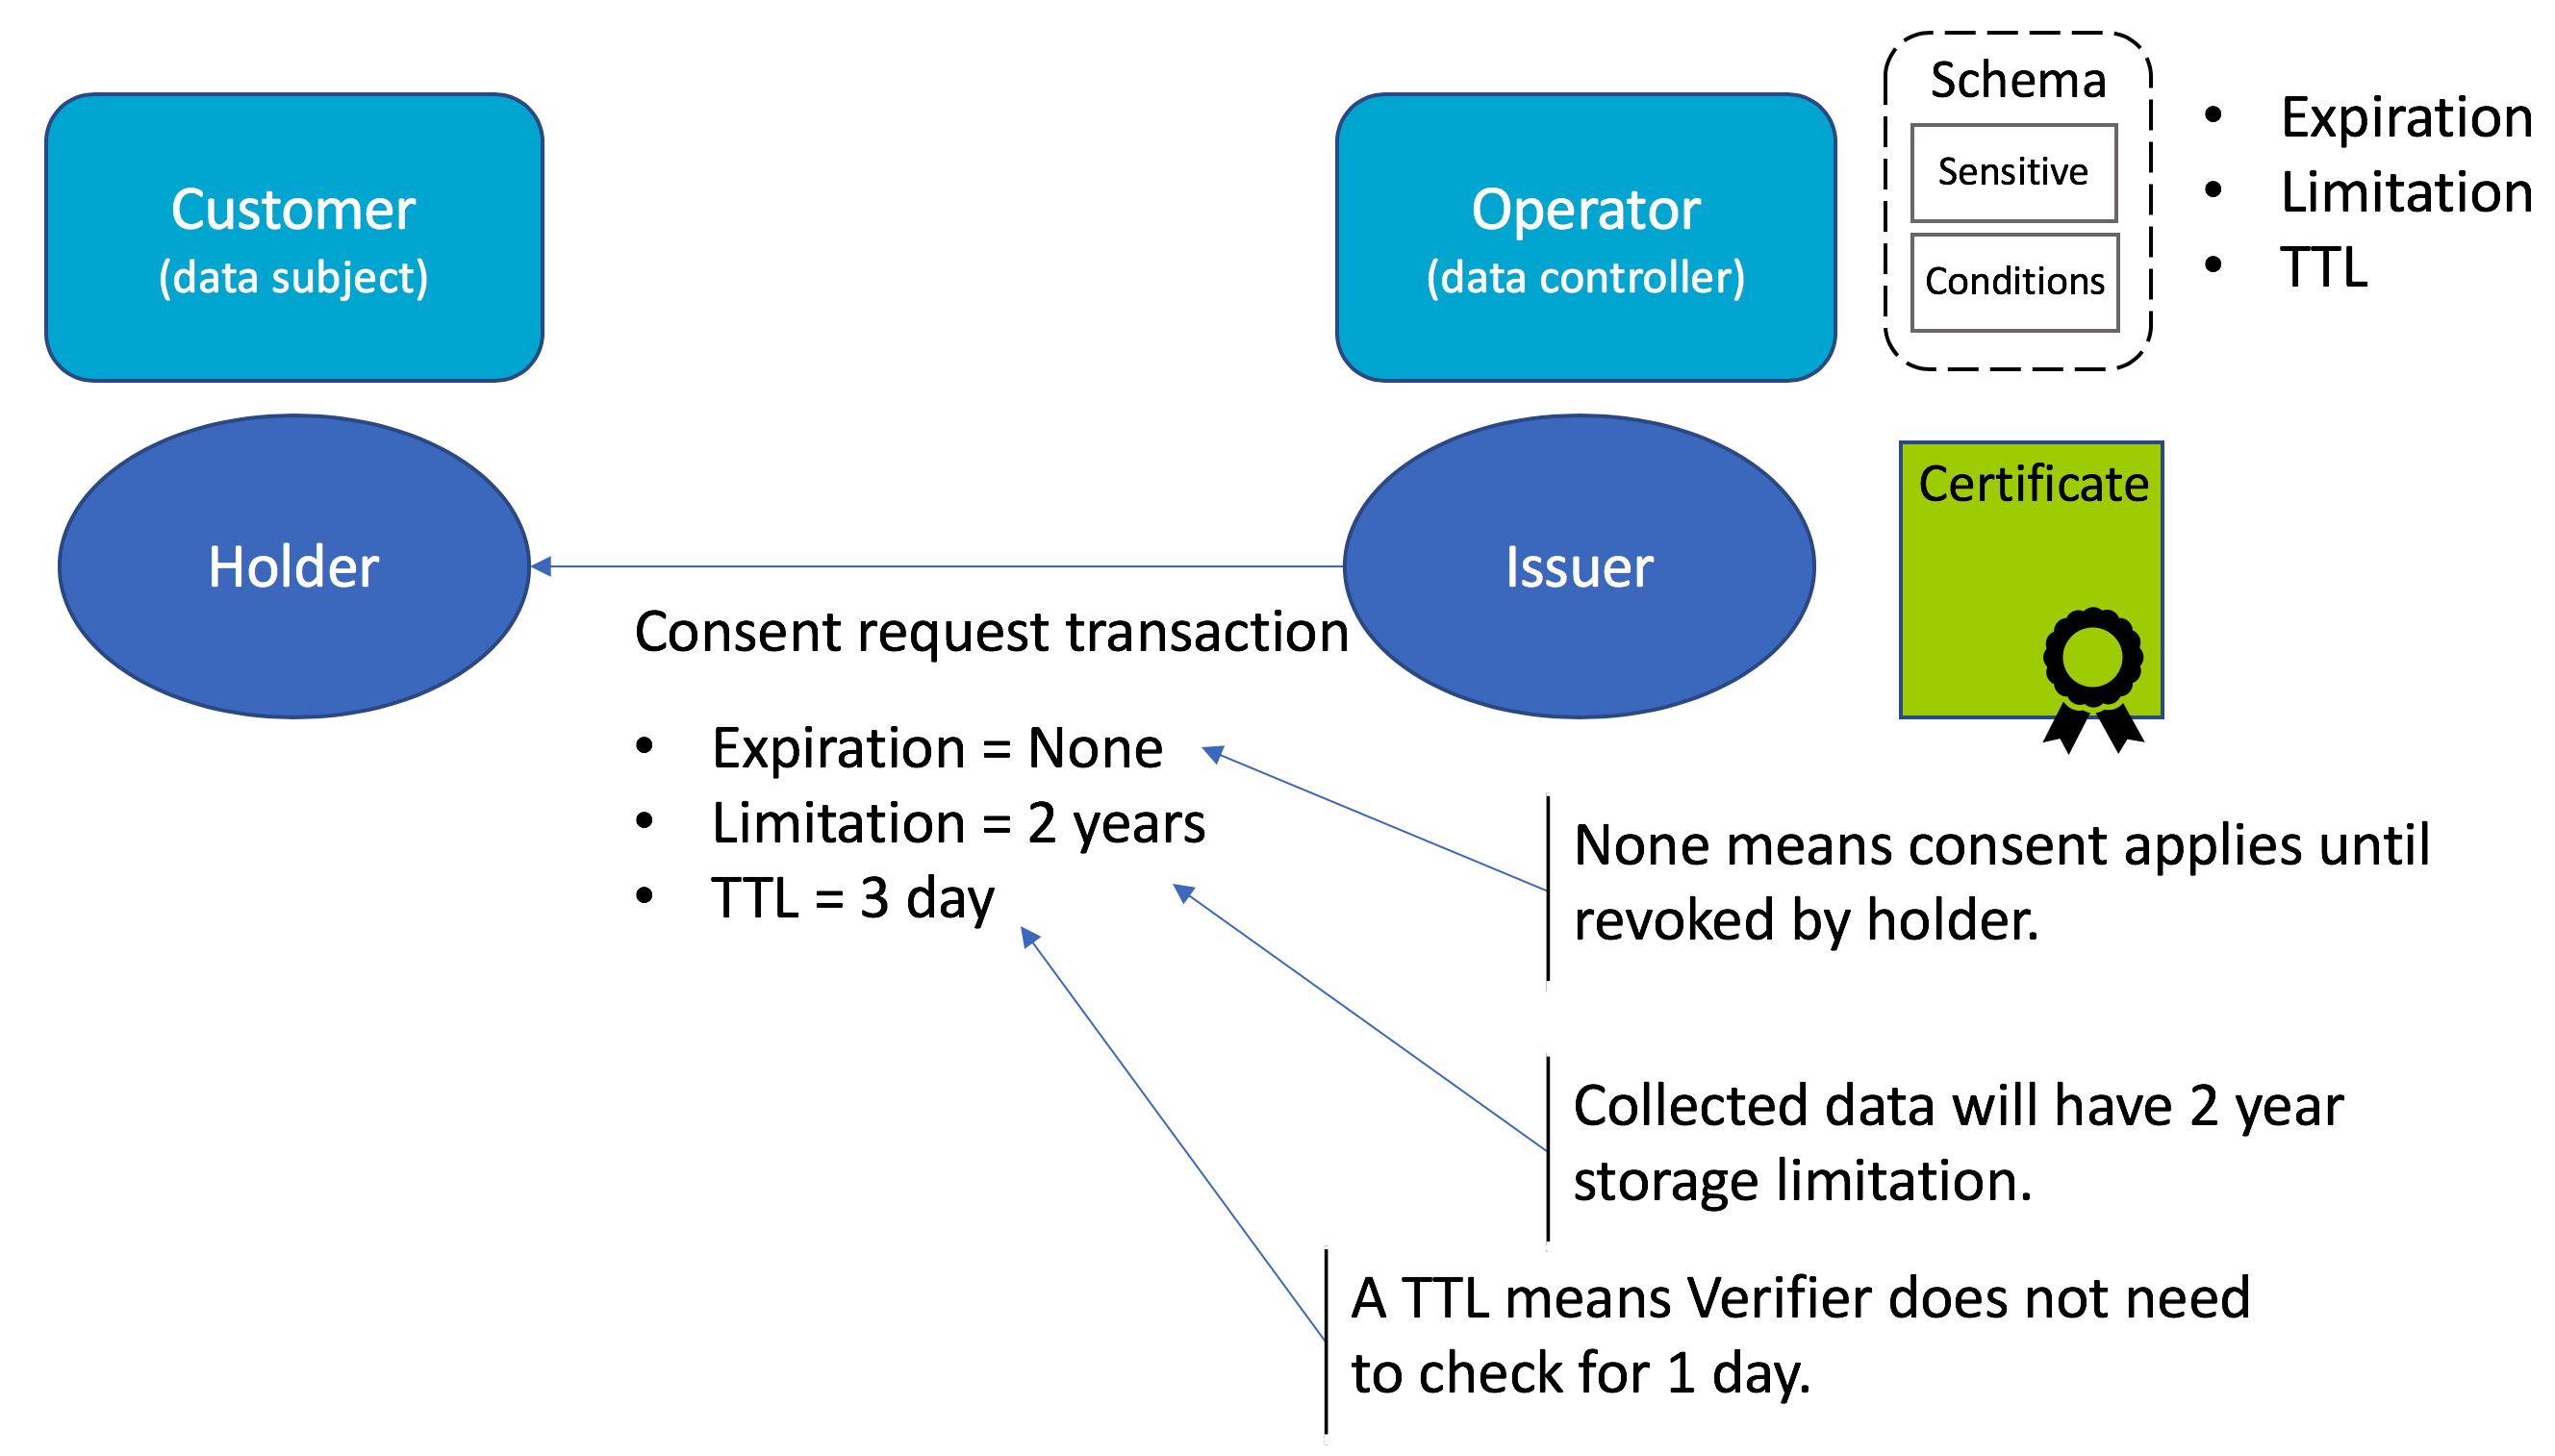 Customer
(data subject)
Operator
(data controller)
Schema
Sensitive
Conditions
• Expiration
• Limitation
• TTL
Holder
Issuer
Certificate
Consent request transaction
• Expiration = None
• Limitation = 2 years
• TTL = 3 day
None means consent applies until
revoked by holder.
Collected data will have 2 year
storage limitation.
A TTL means Verifier does not need
to check for 1 day.